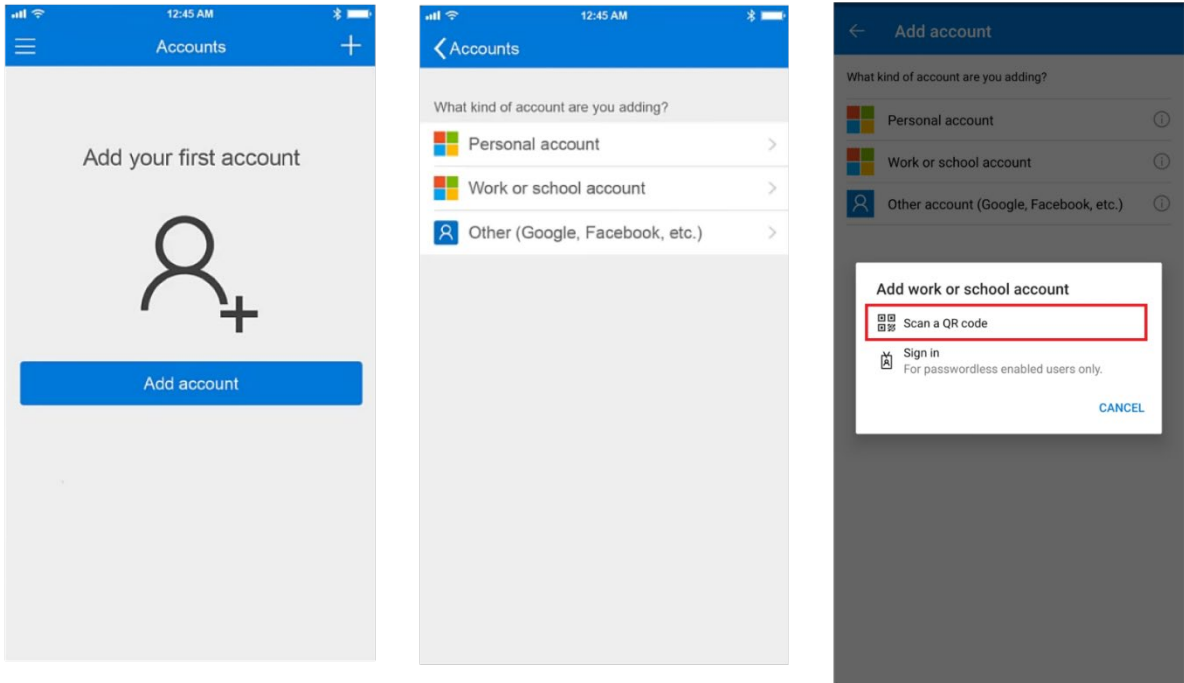 12:45 AM
Accounts
Add your first account
Add account
12:45 AM
Accounts
What kind of account are you adding?
Personal account
Work or school account
Other (Google, Facebook, etc.)
Add account
What kind of account are you adding?
Personal account
Work or school account
Other account (Google, Facebook, etc.)
Add work or school account
Scan a QR code
Sign in
For passwordless enabled users only.
CANCEL